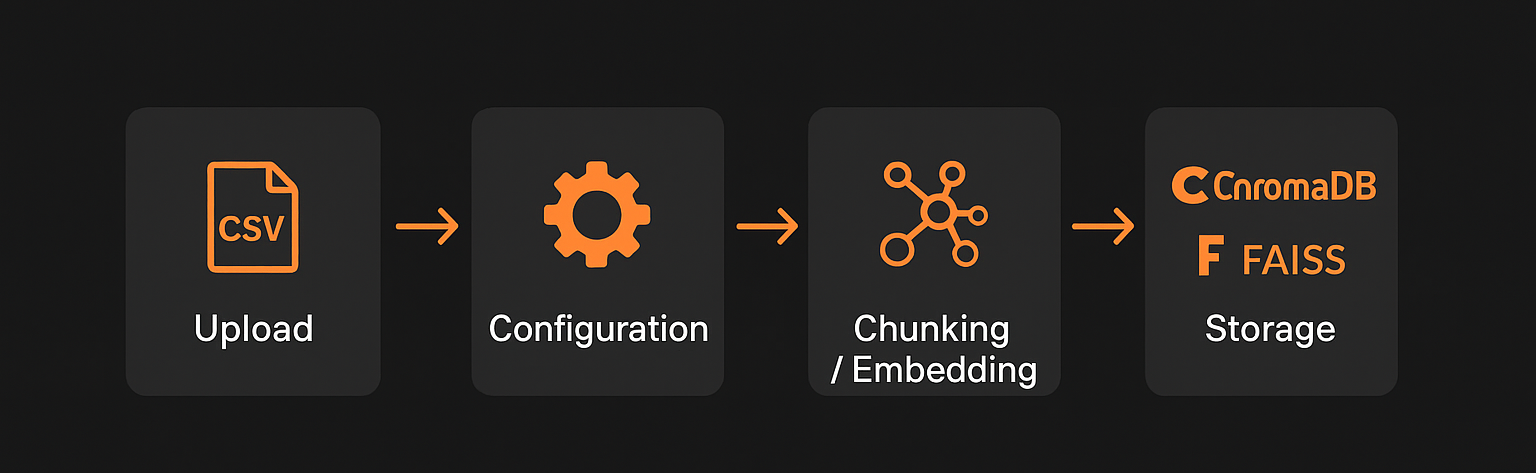 CSV
Upload
Configuration
Chunking
/ Embedding
C CnromaDB
F FAISS
Storage